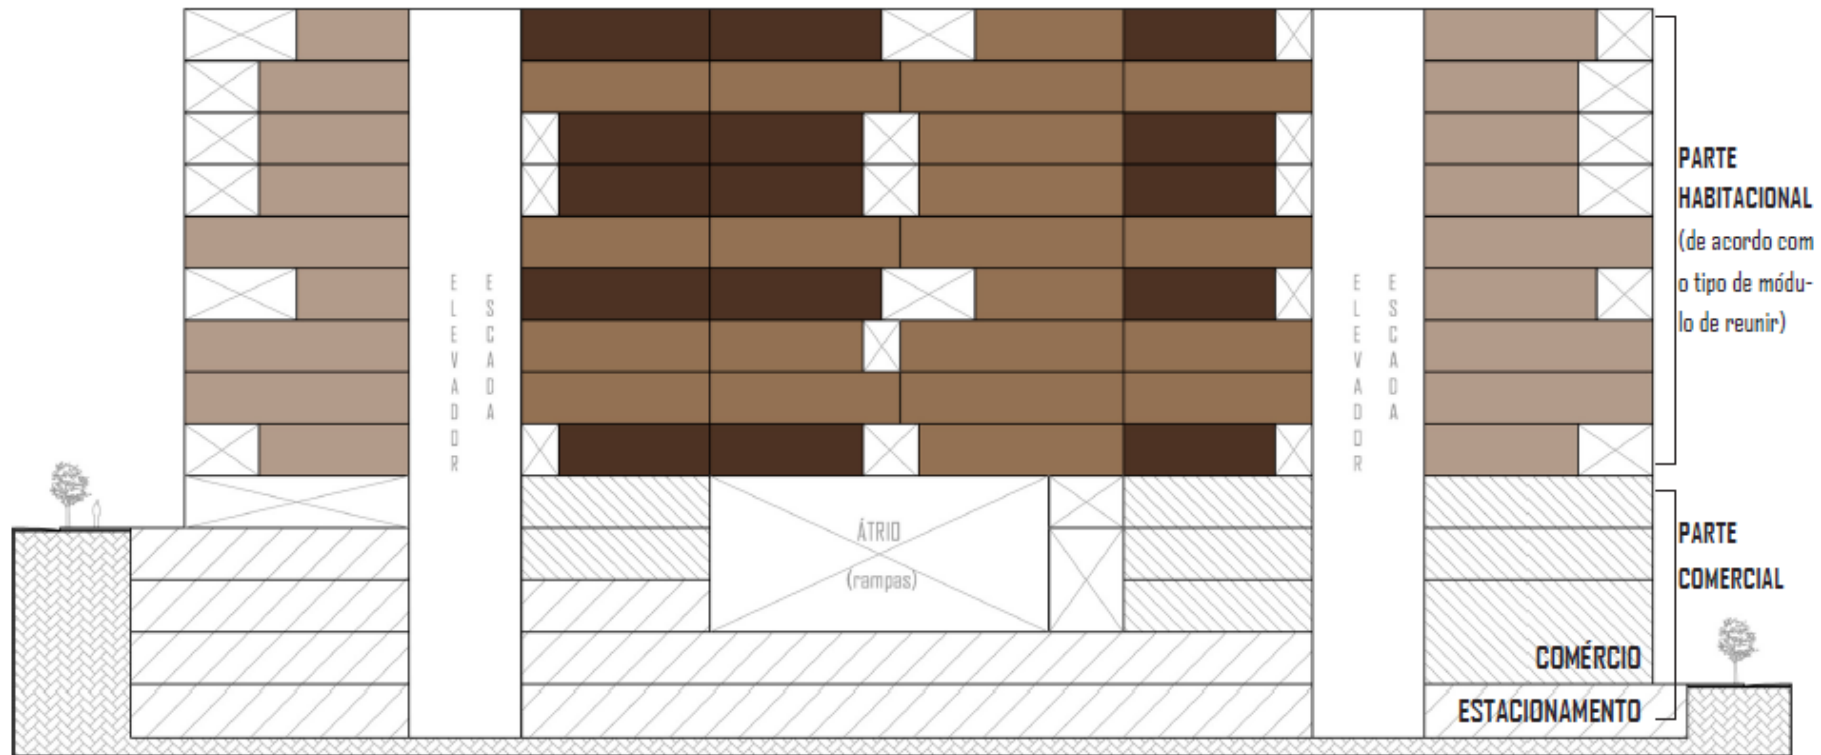 ELEVADOR
ESCADA
ELEVADOR
ESCADA
PARTE
HABITACIONAL
(de acordo com
o tipo de módu-
lo de reunir)
ÁTRIO
(rampas)
PARTE
COMERCIAL
COMÉRCIO
ESTACIONAMENTO